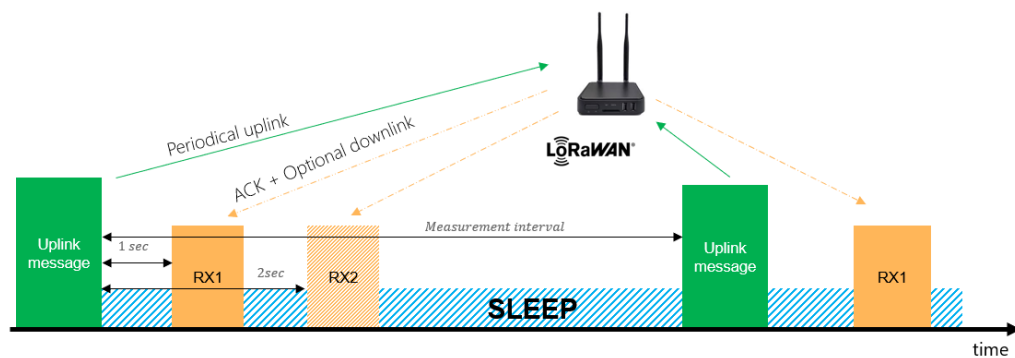 Periodical uplink
ACK + Optional downlink
LoRaWAN®
Uplink
message
1 sec
RX1
2sec
RX2
Measurement interval
SLEEP
Uplink
message
RX1
time